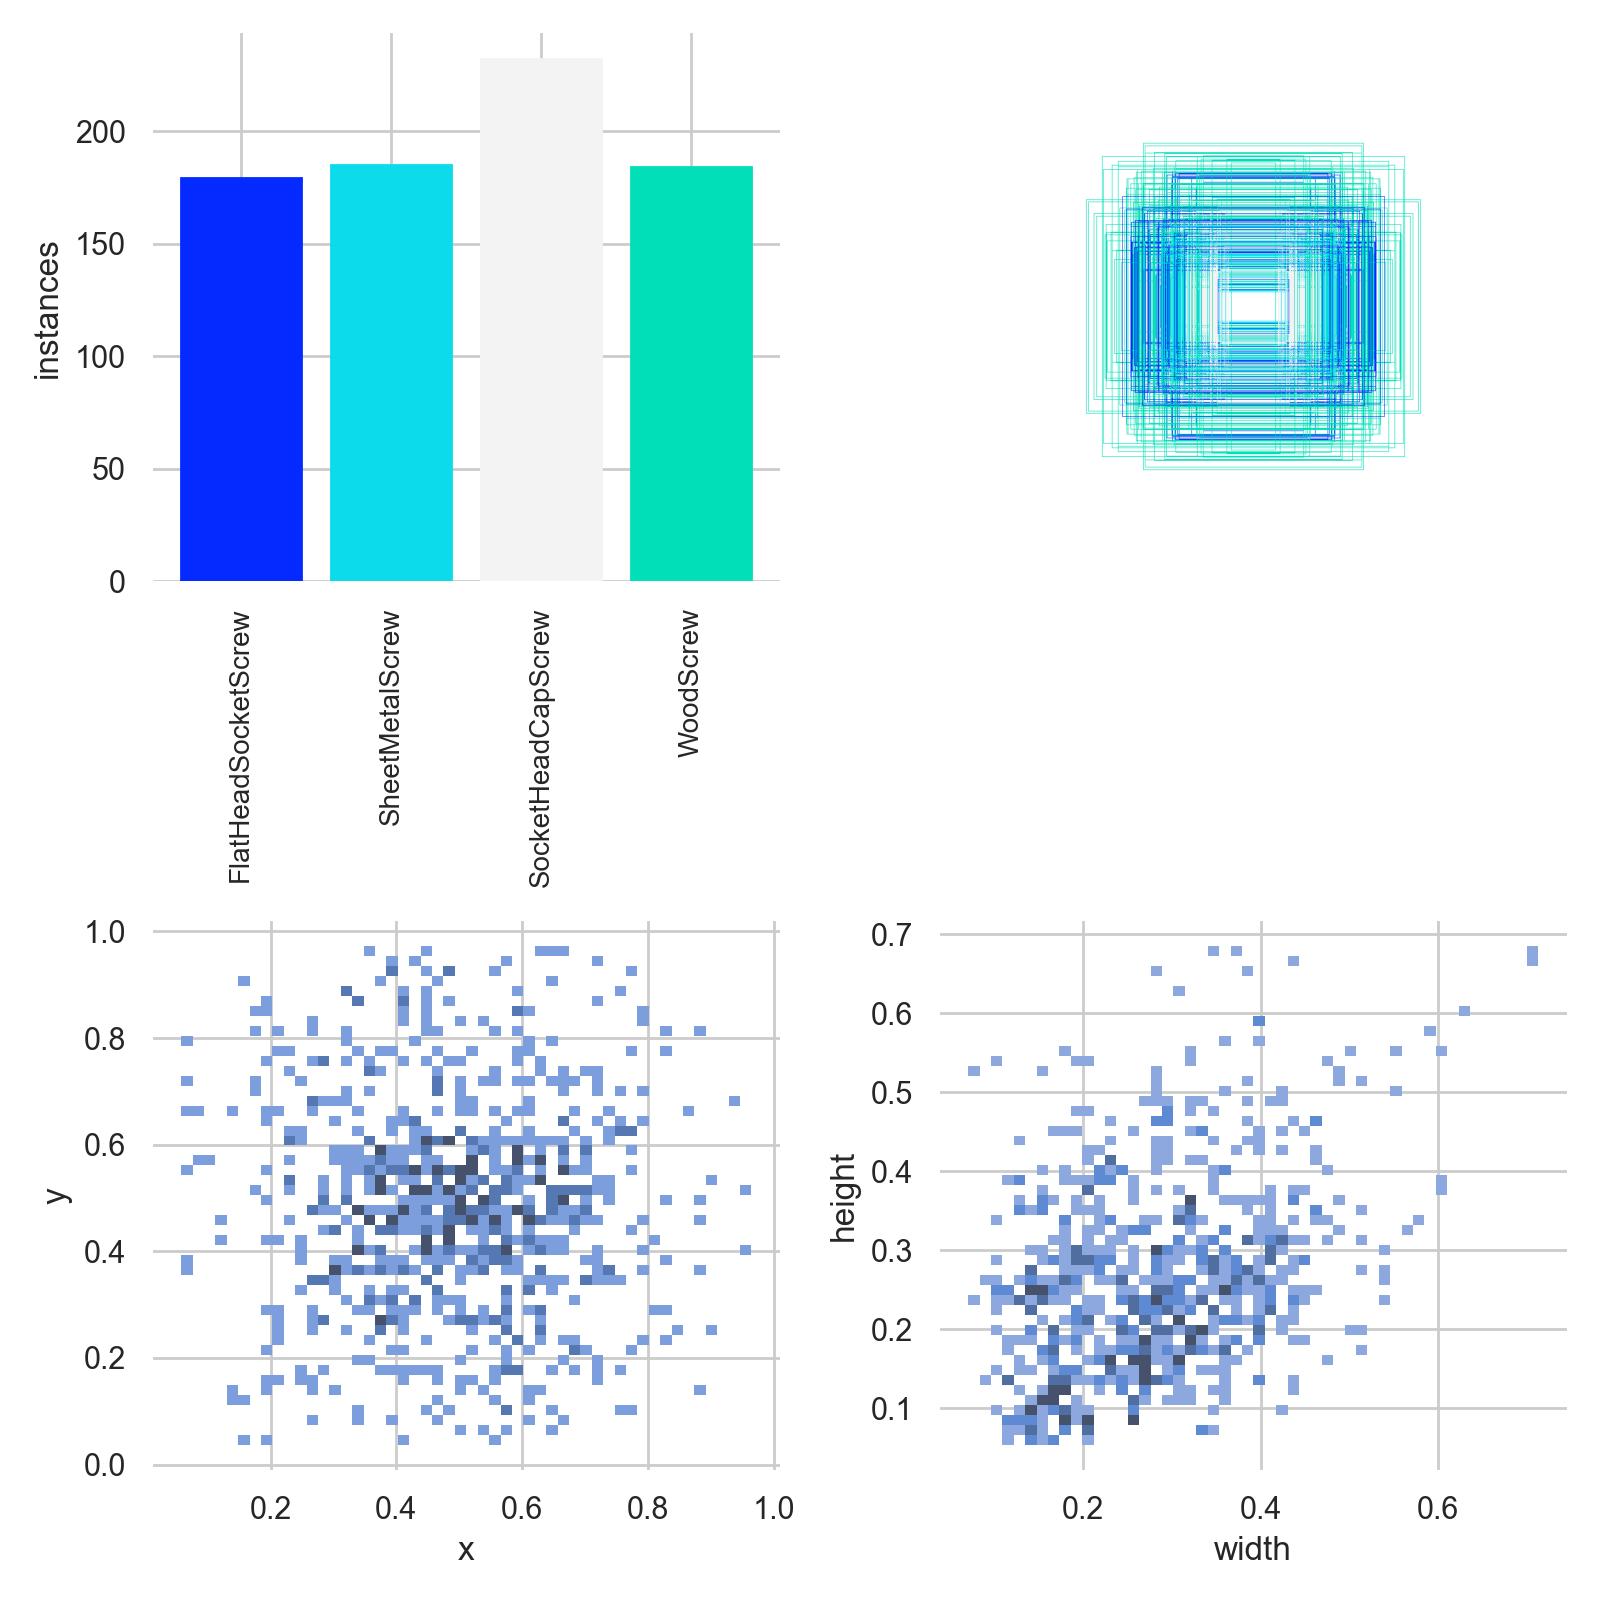 instances
200
150
100
50
0
FlatHeadSocketScrew
SheetMetalScrew
SocketHeadCapScrew
WoodScrew
y
1.0
0.8
0.6
0.4
0.2
0.0
0.2 0.4 0.6 0.8 1.0
x
height
0.7
0.6
0.5
0.4
0.3
0.2
0.1
0.2 0.4 0.6
width